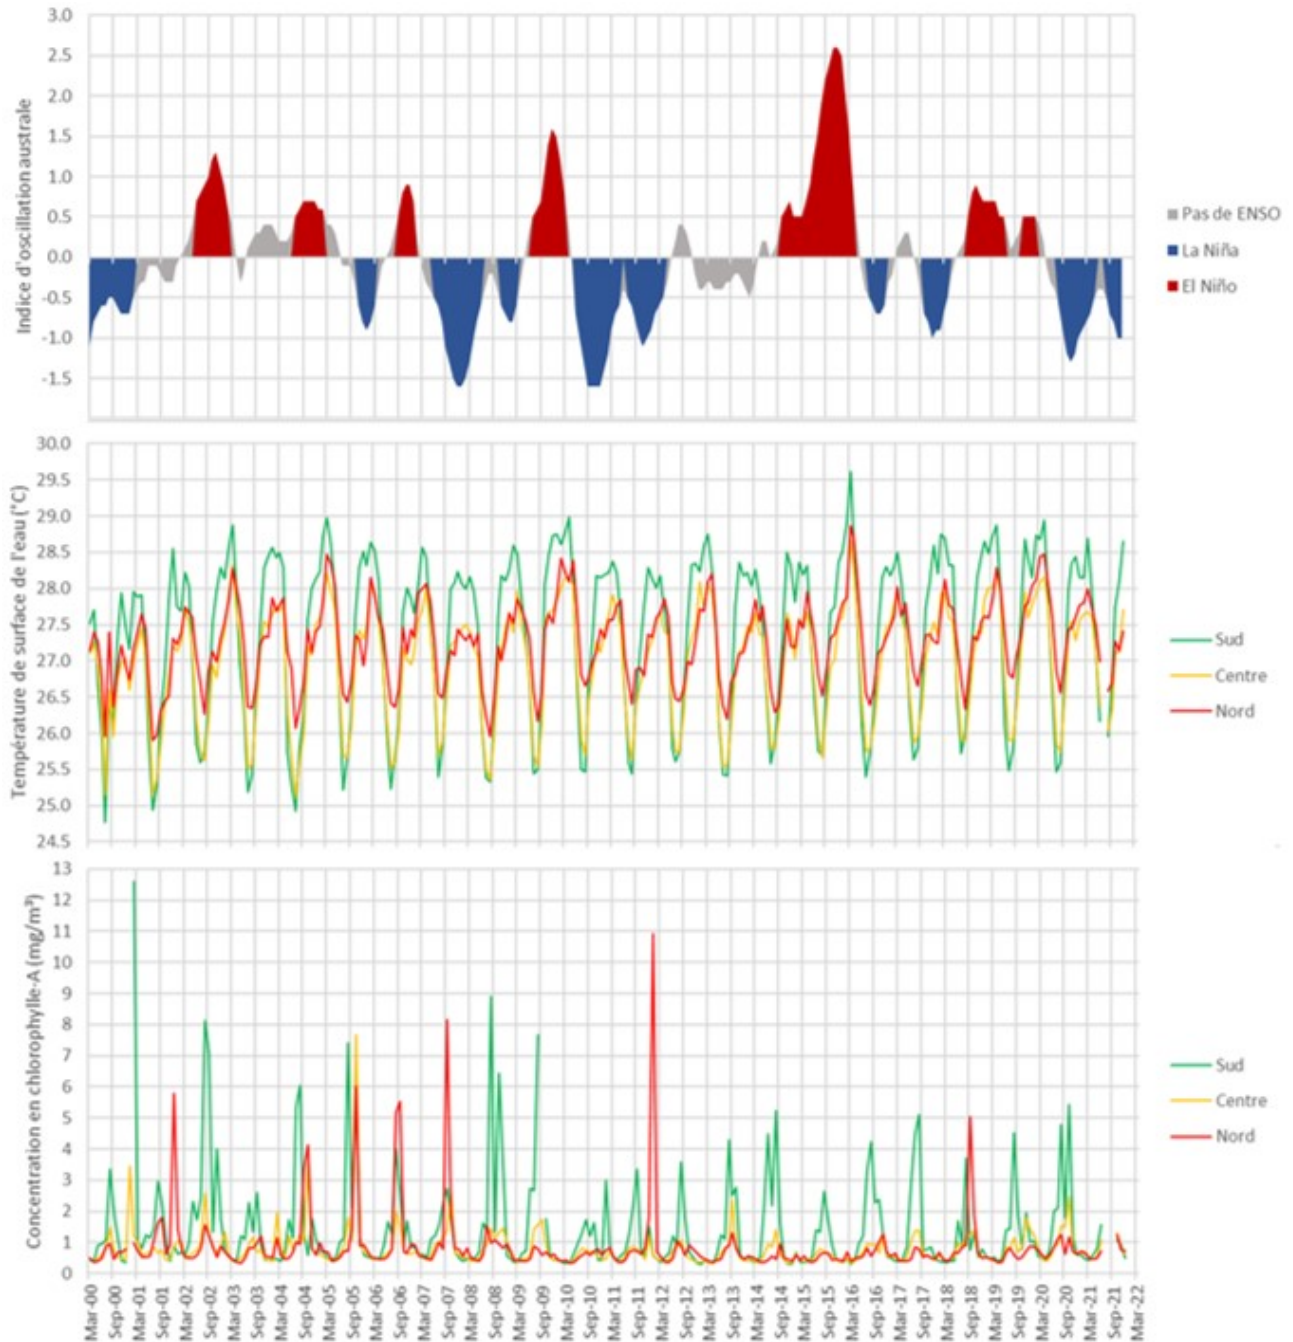 3.0
2.5
2.0
1.5
1.0
0.5
0.0
-0.5
-1.0
-1.5
Indice d'oscillation australe
Pas de ENSO
La Niña
El Niño
30.0
29.5
29.0
28.5
28.0
27.5
27.0
26.5
26.0
25.5
25.0
24.5
Température de surface de l'eau (°C)
Sud
Centre
Nord
13
12
11
10
9
8
7
6
5
4
3
2
1
0
Concentration en chlorophylle-A (mg/m³)
Sud
Centre
Nord
Mar-00
Sep-00
Mar-01
Sep-01
Mar-02
Sep-02
Mar-03
Sep-03
Mar-04
Sep-04
Mar-05
Sep-05
Mar-06
Sep-06
Mar-07
Sep-07
Mar-08
Sep-08
Mar-09
Sep-09
Mar-10
Sep-10
Mar-11
Sep-11
Mar-12
Sep-12
Mar-13
Sep-13
Mar-14
Sep-14
Mar-15
Sep-15
Mar-16
Sep-16
Mar-17
Sep-17
Mar-18
Sep-18
Mar-19
Sep-19
Mar-20
Sep-20
Mar-21
Sep-21
Mar-22